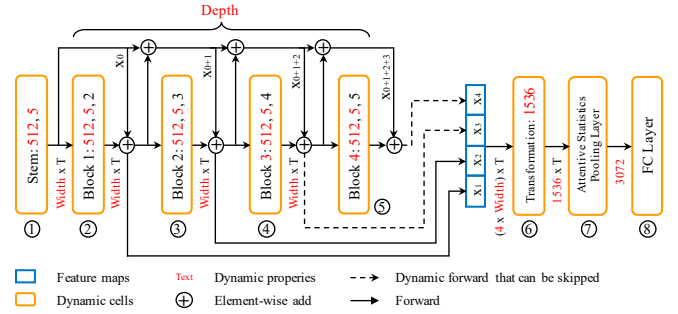 Depth
X0
X0+1
X0+1+2
X0+1+2+3
Stem: 512, 5
Width x T
Block 1: 512, 5, 2
Width x T
Block 2: 512, 5, 3
Width x T
Block 3: 512, 5, 4
Width x T
Block 4: 512, 5, 5
X4
X3
X2
X1
(4 x Width) x T
Transformation: 1536
1536 x T
Attentive Statistics
Pooling Layer
3072
FC Layer
1
2
3
4
5
6
7
8
Feature maps
Text
Dynamic properies
Dynamic forward that can be skipped
Dynamic cells
Element-wise add
Forward